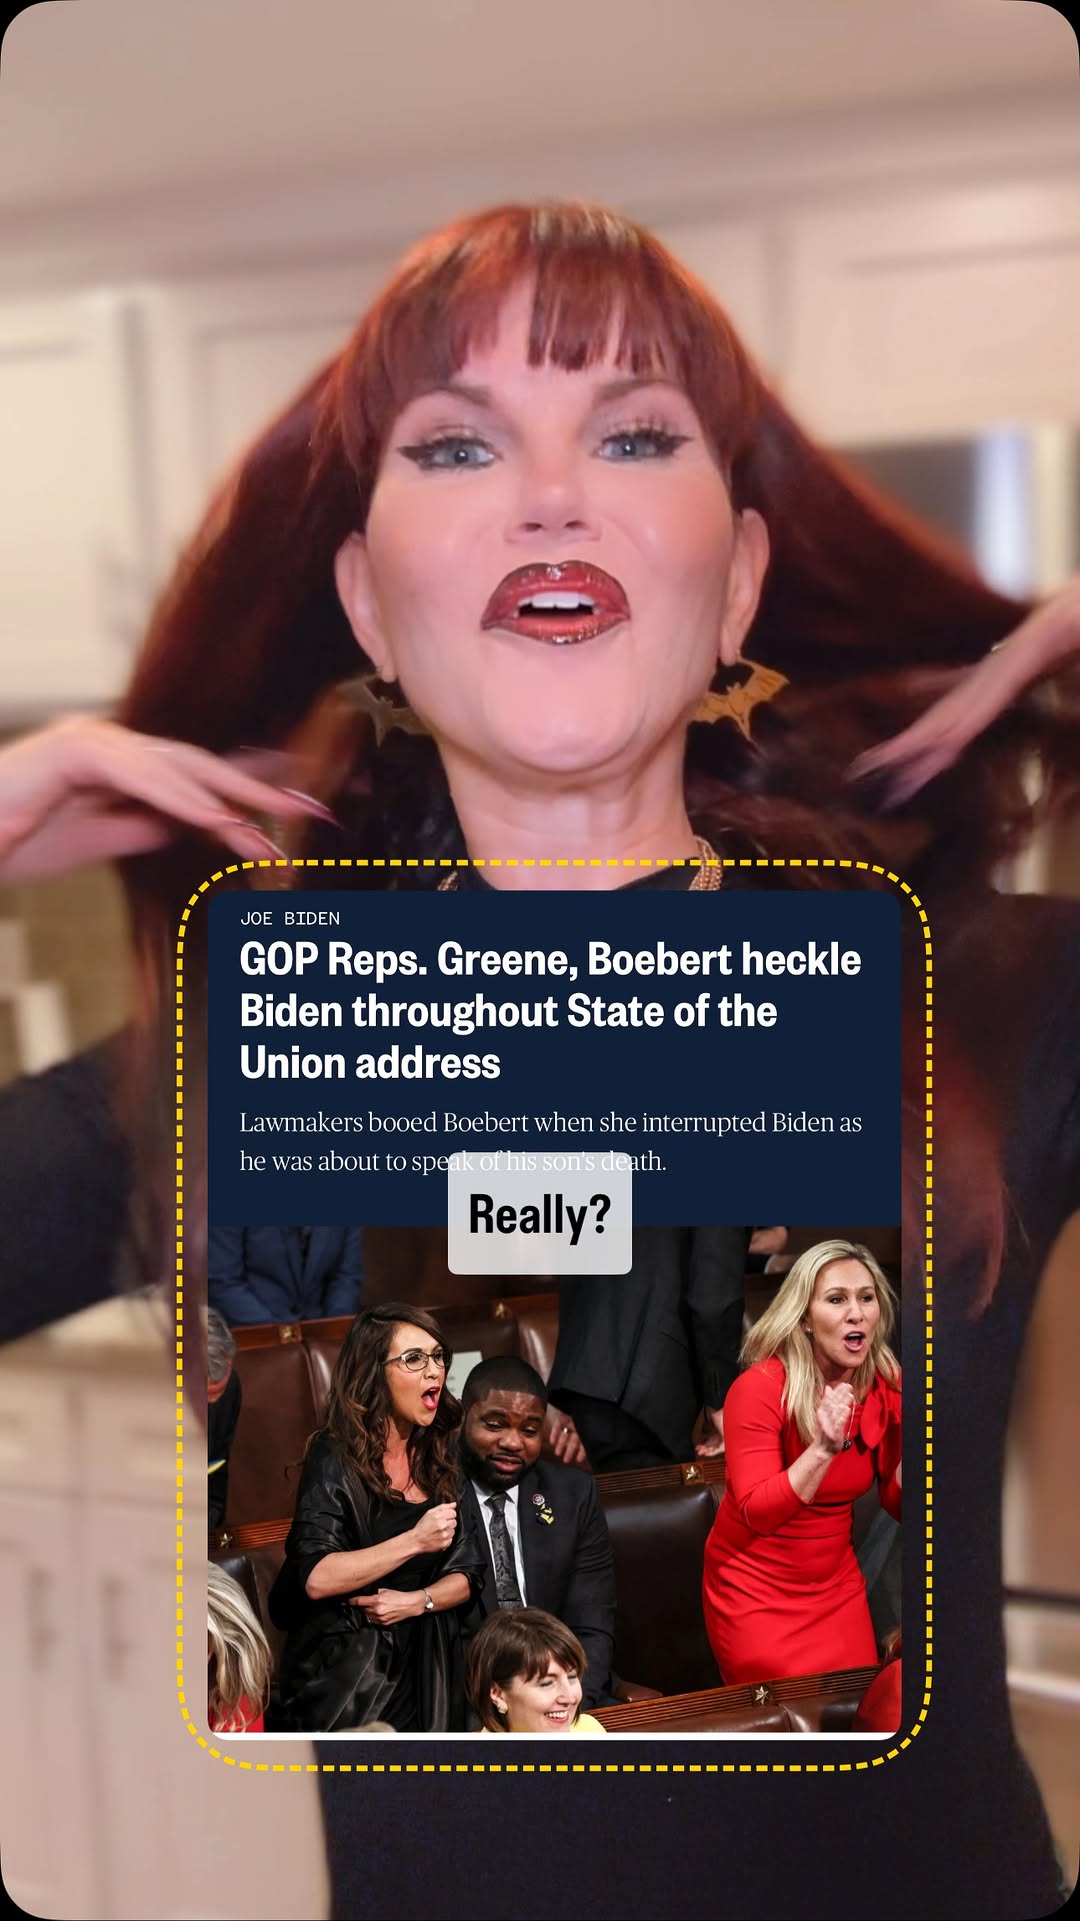 JOE BIDEN
GOP Reps. Greene, Boebert heckle
Biden throughout State of the
Union address
Lawmakers booed Boebert when she interrupted Biden as
he was about to speak of his son's death.
Really?